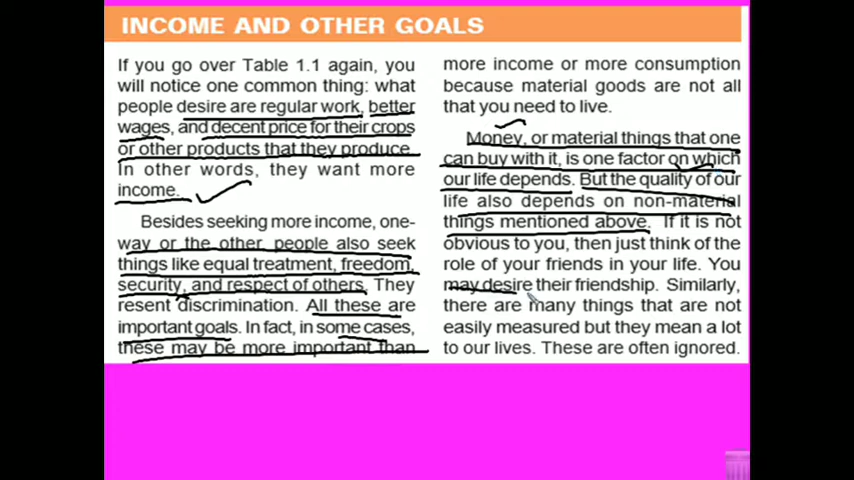 INCOME AND OTHER GOALS
If you go over Table 1.1 again, you
will notice one common thing: what
people desire are regular work, better
wages, and decent price for their crops
or other products that they produce.
In other words, they want more
income.
Besides seeking more income, one-
way or the other, people also seek
things like equal treatment, freedom,
security, and respect of others. They
resent discrimination. All these are
important goals. In fact, in some cases,
these may be more important than
more income or more consumption
because material goods are not all
that you need to live.
Money, or material things that one
can buy with it, is one factor on which
our life depends. But the quality of our
life also depends on non-material
things mentioned above. If it is not
obvious to you, then just think of the
role of your friends in your life. You
may desire their friendship. Similarly,
there are many things that are not
easily measured but they mean a lot
to our lives. These are often ignored.